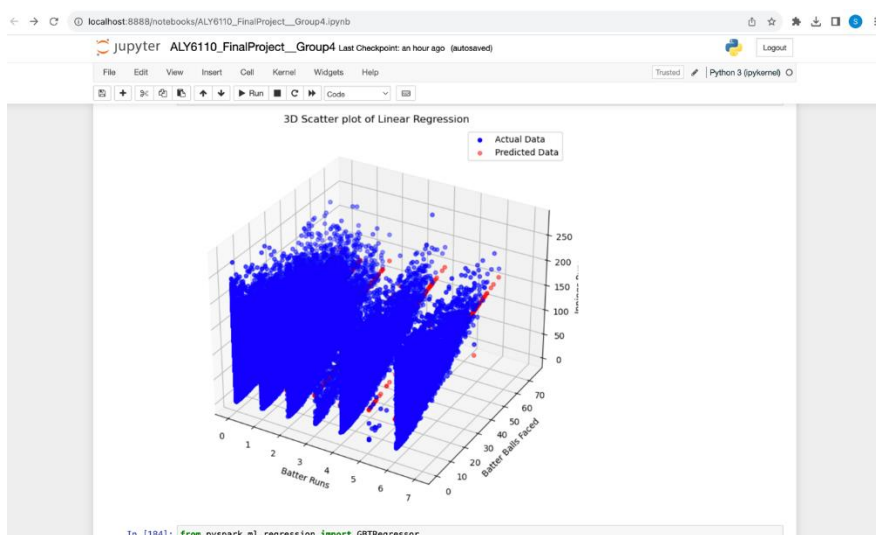 localhost:8888/notebooks/ALY6110_FinalProject__Group4.ipynb
S
jupyter ALY6110_FinalProject__Group4 Last Checkpoint: an hour ago (autosaved)
Logout
File Edit View Insert Cell Kernel Widgets Help
Trusted Python 3 (ipykernel)
Run Code
3D Scatter plot of Linear Regression
Actual Data
Predicted Data
250
200
150
100
50
0
70
60
50
40
30
20
10
0
Batter Balls Faced
0
1
2
3
4
5
6
7
Batter Runs
In [184]: from pyspark.ml.regression import GBTRegressor